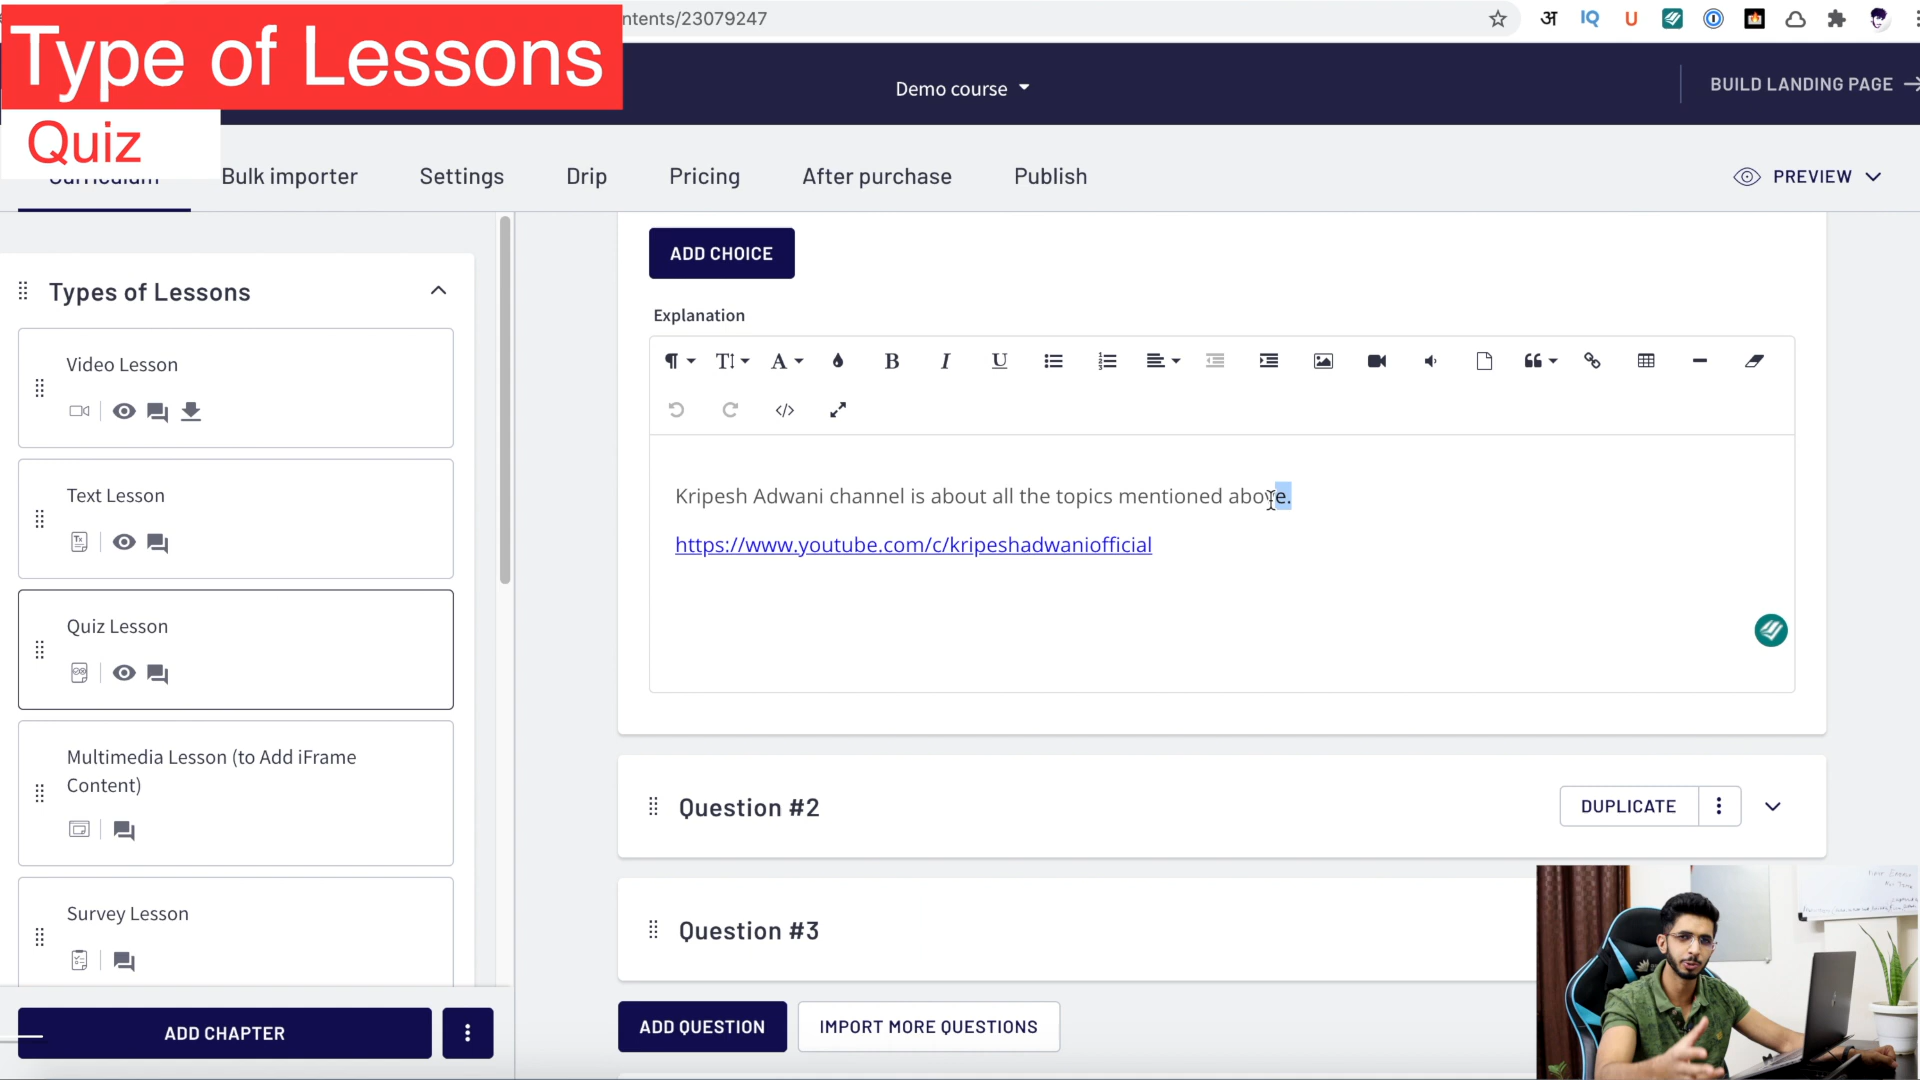 Type of Lessons
Quiz
ntents/23079247
अ
IQ
U
Demo course
BUILD LANDING PAGE
Curriculum
Bulk importer
Settings
Drip
Pricing
After purchase
Publish
PREVIEW
Types of Lessons
Video Lesson
Text Lesson
Quiz Lesson
Multimedia Lesson (to Add iFrame
Content)
Survey Lesson
ADD CHAPTER
ADD CHOICE
Explanation
Kripesh Adwani channel is about all the topics mentioned above.
https://www.youtube.com/c/kripeshadwaniofficial
Question #2
DUPLICATE
Question #3
ADD QUESTION
IMPORT MORE QUESTIONS